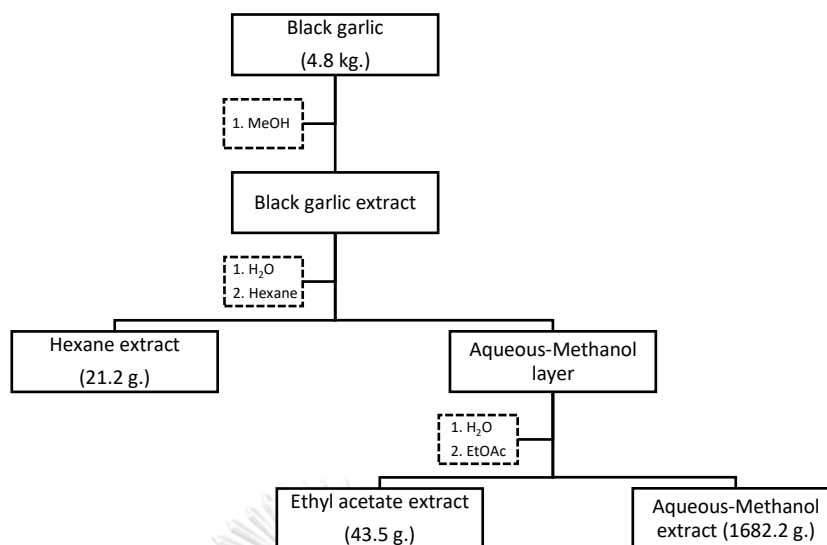 Black garlic
(4.8 kg.)
1. MeOH
Black garlic extract
1. H₂O
2. Hexane
Hexane extract
(21.2 g.)
Aqueous-Methanol
layer
1. H₂O
2. EtOAc
Ethyl acetate extract
(43.5 g.)
Aqueous-Methanol
extract (1682.2 g.)